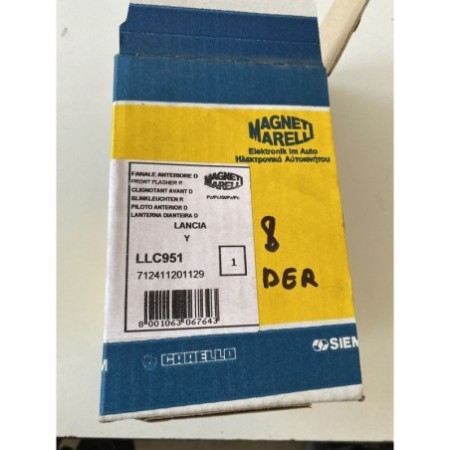 MAGNETI
MARELLI
Elektronik im Auto
Ηλεκτρονικά Αυτοκινήτου
FANALE ANTERIORE D
FRONT FLASHER R
CLIGNOTANT AVANT D
BLINKLEUCHTEN R
PILOTO ANTERIOR D
LANTERNA DIANTEIRA D
MAGNETI
MARELLI
LANCIA
Y
LLC951
712411201129
1
8 001063 067643
8
DER
M
CARELLO
SIEM